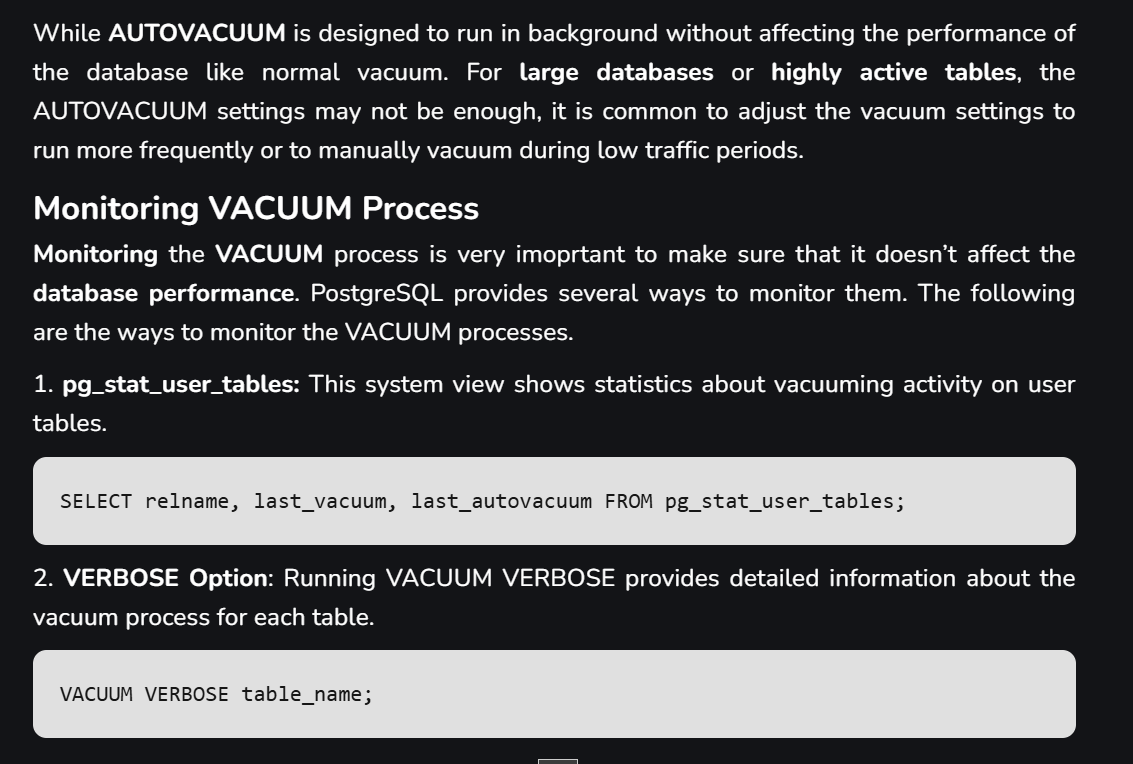 While AUTOVACUUM is designed to run in background without affecting the performance of
the database like normal vacuum. For large databases or highly active tables, the
AUTOVACUUM settings may not be enough, it is common to adjust the vacuum settings to
run more frequently or to manually vacuum during low traffic periods.
Monitoring VACUUM Process
Monitoring the VACUUM process is very imoprtant to make sure that it doesn’t affect the
database performance. PostgreSQL provides several ways to monitor them. The following
are the ways to monitor the VACUUM processes.
1. pg_stat_user_tables: This system view shows statistics about vacuuming activity on user
tables.
SELECT relname, last_vacuum, last_autovacuum FROM pg_stat_user_tables;
2. VERBOSE Option: Running VACUUM VERBOSE provides detailed information about the
vacuum process for each table.
VACUUM VERBOSE table_name;